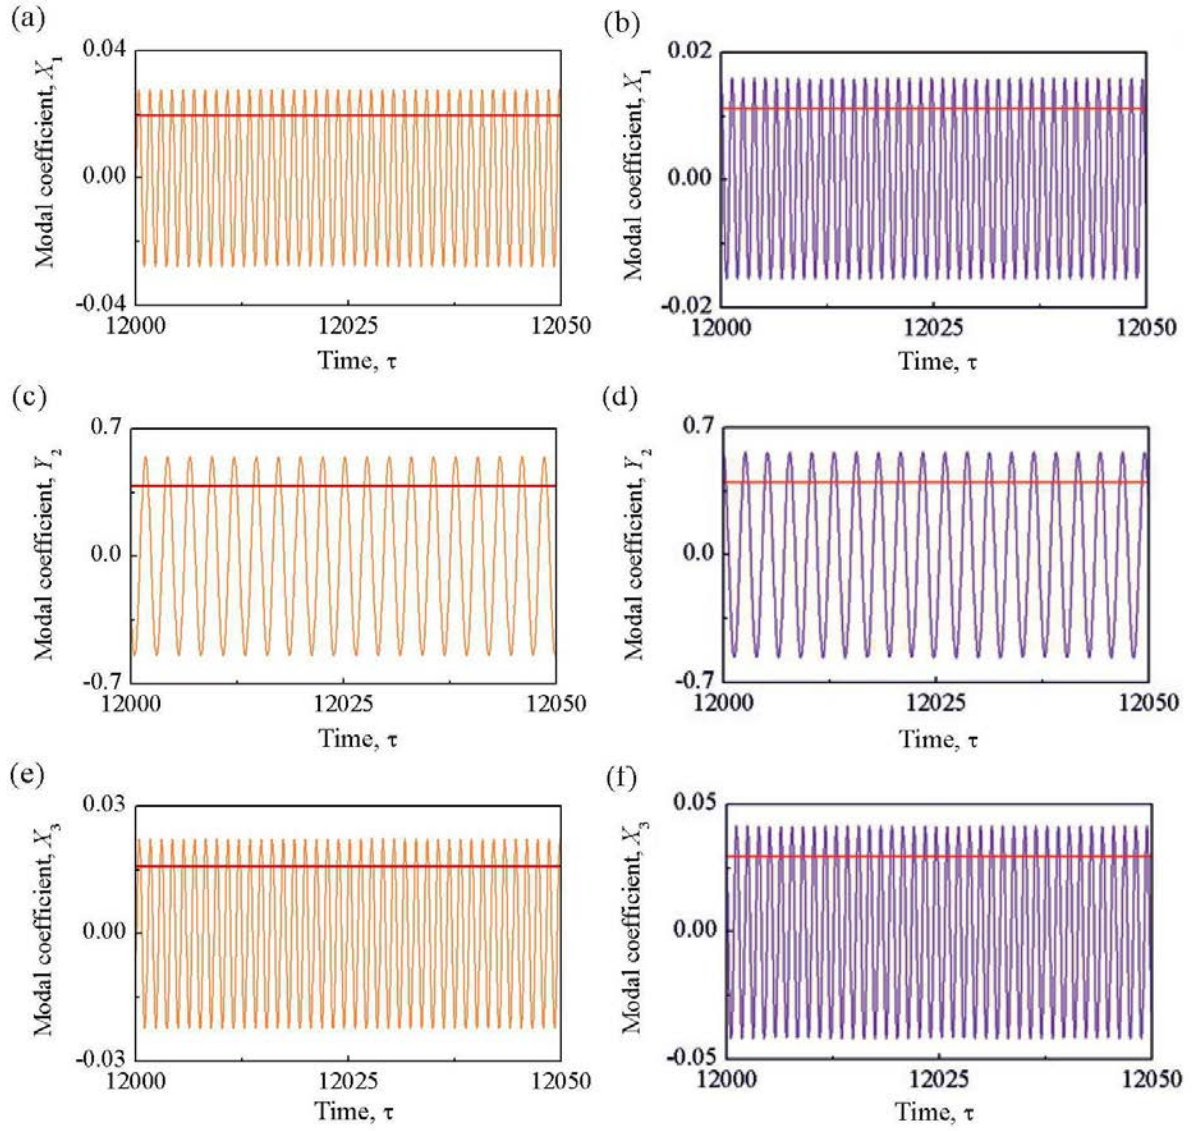 (a)
0.04
0.00
-0.04
Modal coefficient, X₁
12000 12025 12050
Time, τ
(b)
0.02
0.00
-0.02
Modal coefficient, X₁
12000 12025 12050
Time, τ
(c)
0.7
0.0
-0.7
Modal coefficient, Y₂
12000 12025 12050
Time, τ
(d)
0.7
0.0
-0.7
Modal coefficient, Y₂
12000 12025 12050
Time, τ
(e)
0.03
0.00
-0.03
Modal coefficient, X₃
12000 12025 12050
Time, τ
(f)
0.05
0.00
-0.05
Modal coefficient, X₃
12000 12025 12050
Time, τ